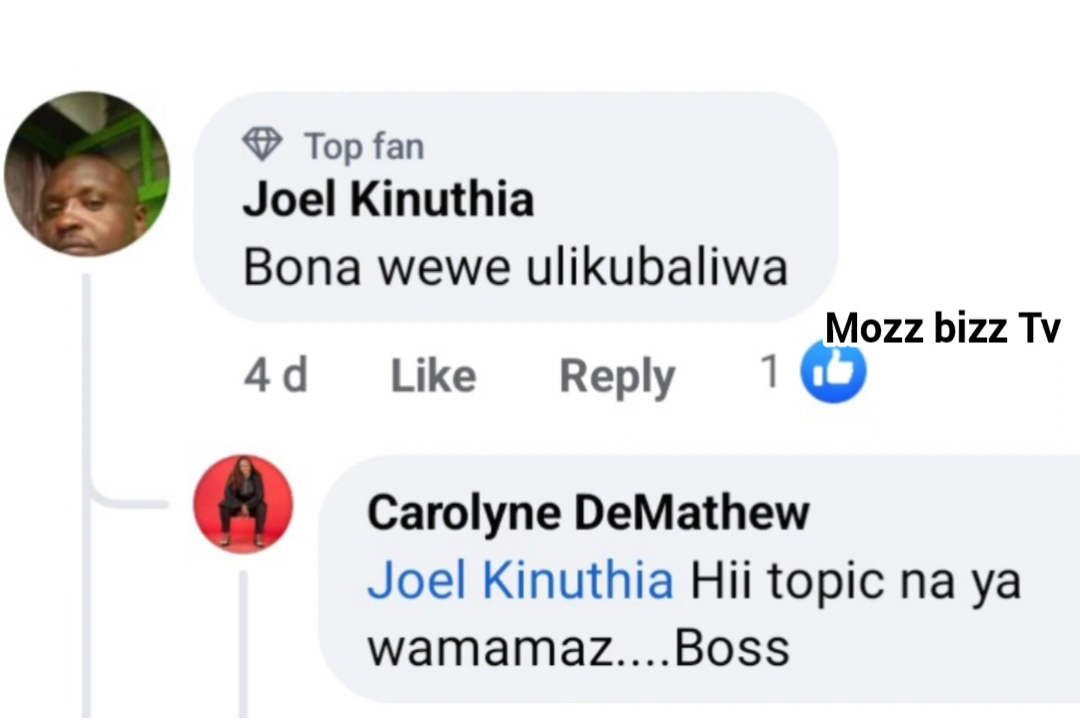 Top fan
Joel Kinuthia
Bona wewe ulikubaliwa
Mozz bizz Tv
4 d Like Reply 1
Carolyne DeMathew
Joel Kinuthia Hii topic na ya
wamamaz....Boss